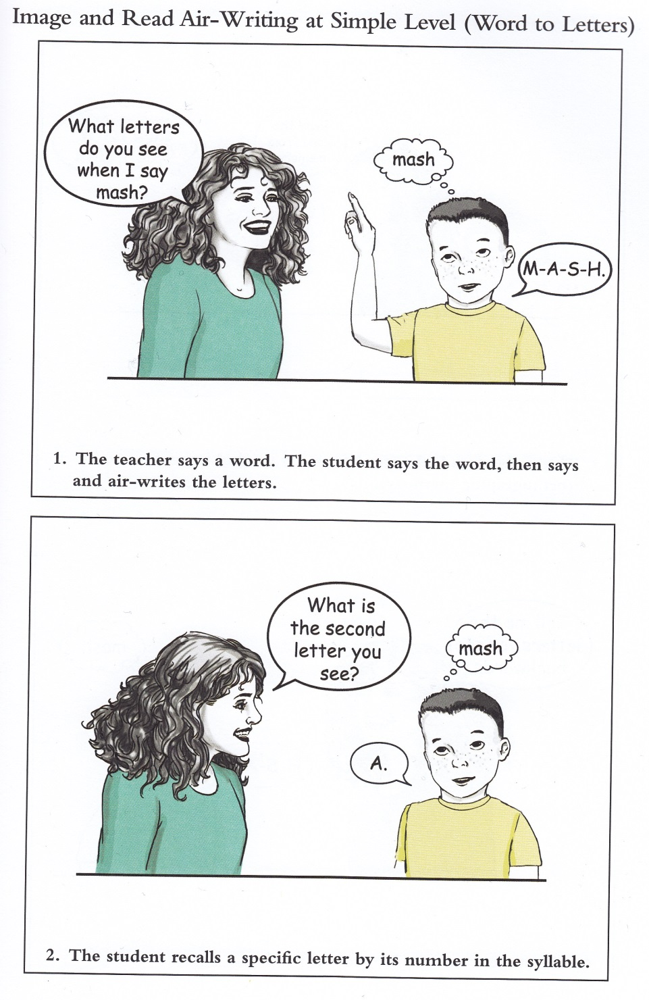 Image and Read Air-Writing at Simple Level (Word to Letters)
What letters
do you see
when I say
mash?
mash
M-A-S-H.
1. The teacher says a word. The student says the word, then says
and air-writes the letters.
What is
the second
letter you
see?
mash
A.
2. The student recalls a specific letter by its number in the syllable.